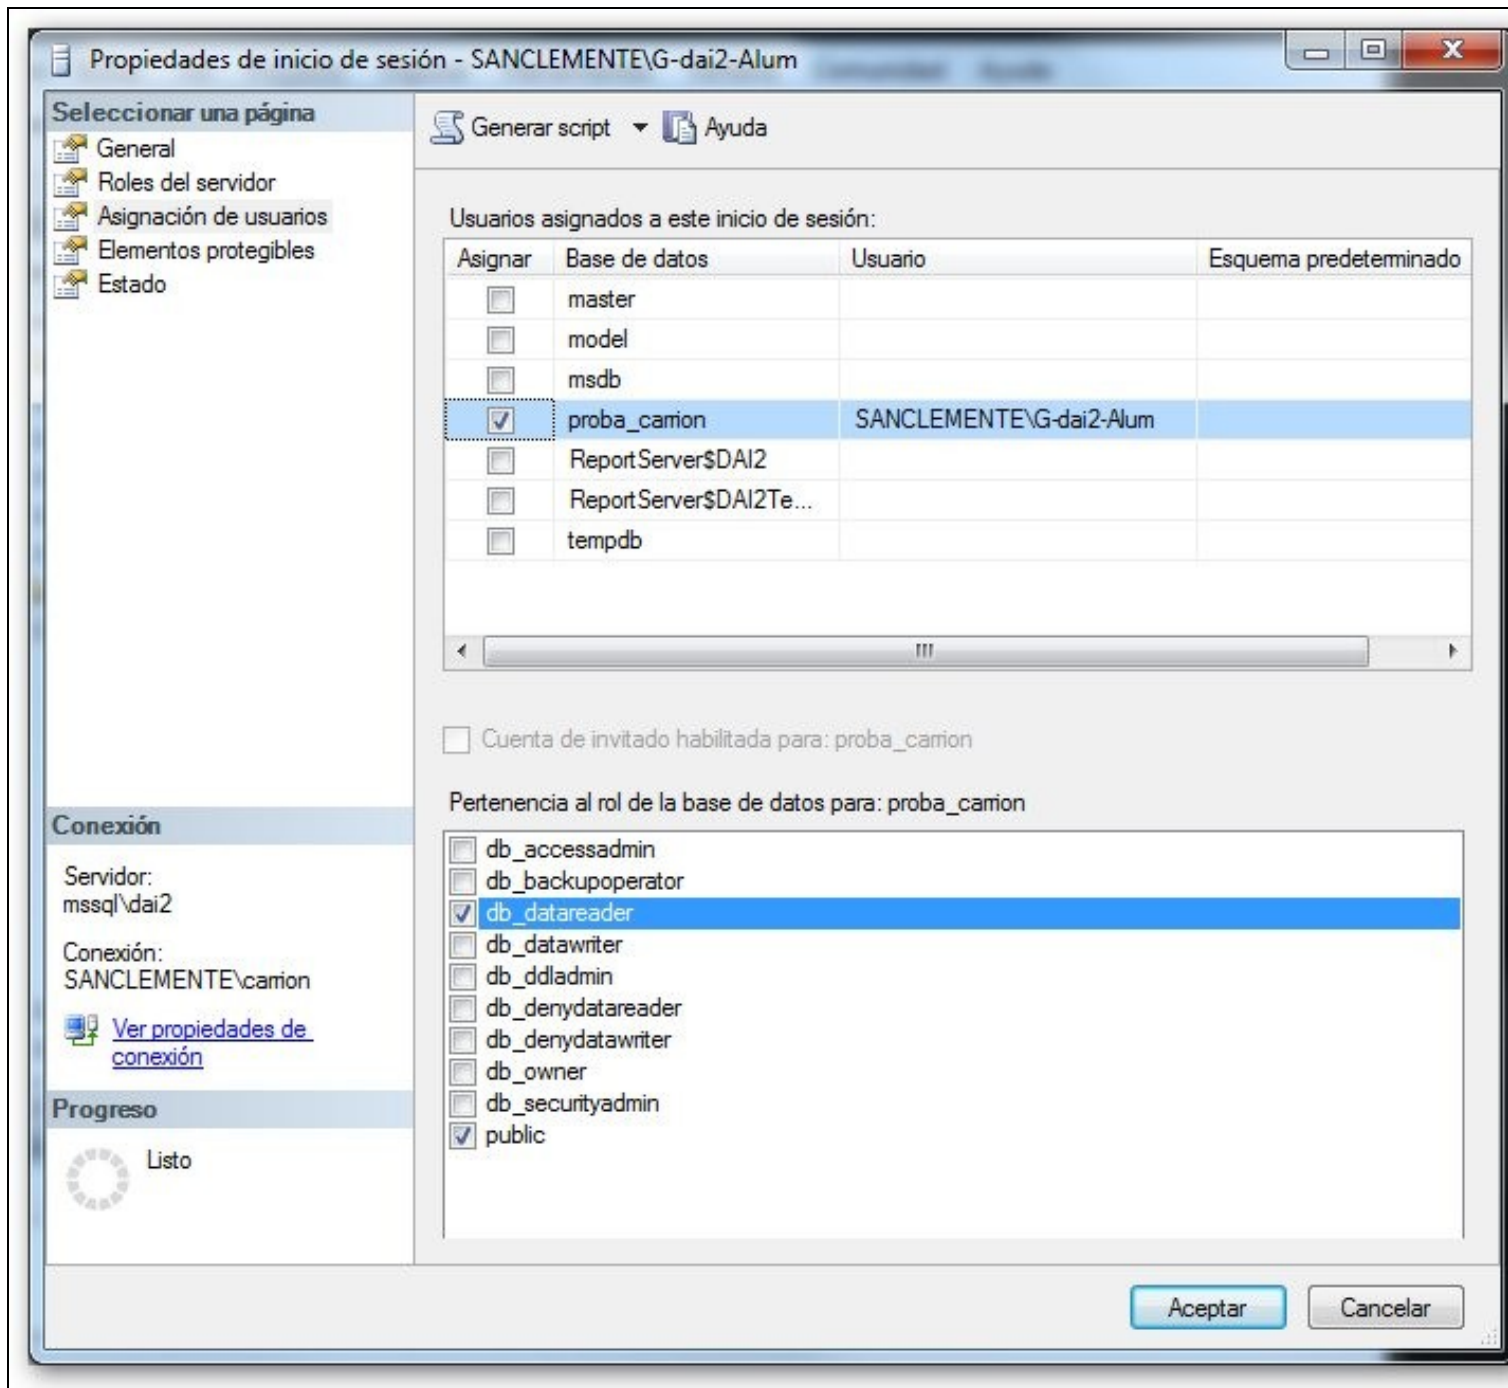 Propiedades de inicio de sesión - SANCLEMENTE\G-dai2-Alum
Seleccionar una página
General
Roles del servidor
Asignación de usuarios
Elementos protegibles
Estado
Generar script
Ayuda
Usuarios asignados a este inicio de sesión:
Asignar Base de datos Usuario Esquema predeterminado
master
model
msdb
proba_carrion SANCLEMENTE\G-dai2-Alum
ReportServer$DAI2
ReportServer$DAI2Te...
tempdb
Cuenta de invitado habilitada para: proba_carrion
Pertenencia al rol de la base de datos para: proba_carrion
db_accessadmin
db_backupoperator
db_datareader
db_datawriter
db_ddladmin
db_denydatareader
db_denydatawriter
db_owner
db_securityadmin
public
Conexión
Servidor:
mssql\dai2
Conexión:
SANCLEMENTE\carrion
Ver propiedades de
conexión
Progreso
Listo
Aceptar
Cancelar